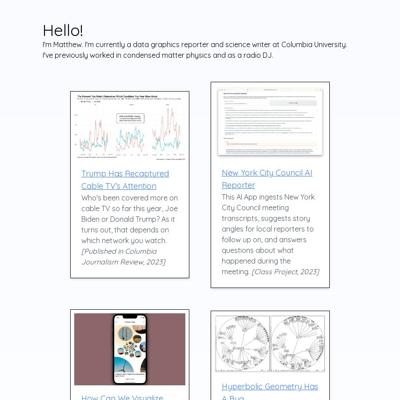 Hello!
I'm Matthew. I'm currently a data graphics reporter and science writer at Columbia University.
I've previously worked in condensed matter physics and as a radio DJ.
Trump Has Recaptured
Cable TV's Attention
Who's been covered more on
cable TV so far this year, Joe
Biden or Donald Trump? As it
turns out, that depends on
which network you watch.
[Published in Columbia
Journalism Review, 2023]
New York City Council AI
Reporter
This AI App ingests New York
City Council meeting
transcripts, suggests story
angles for local reporters to
follow up on, and answers
questions about what
happened during the
meeting. [Class Project, 2023]
How Can We Visualize
Hyperbolic Geometry Has
A Bug